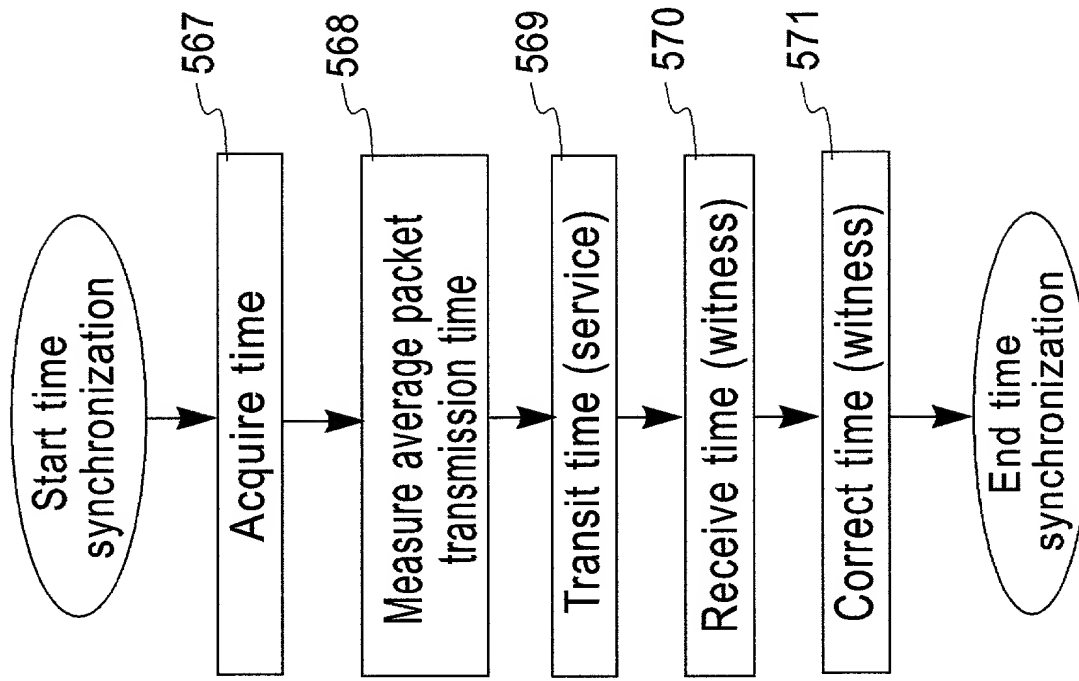 Start time
synchronization
567
Acquire time
568
Measure average packet
transmission time
569
Transit time (service)
570
Receive time (witness)
571
Correct time (witness)
End time
synchronization